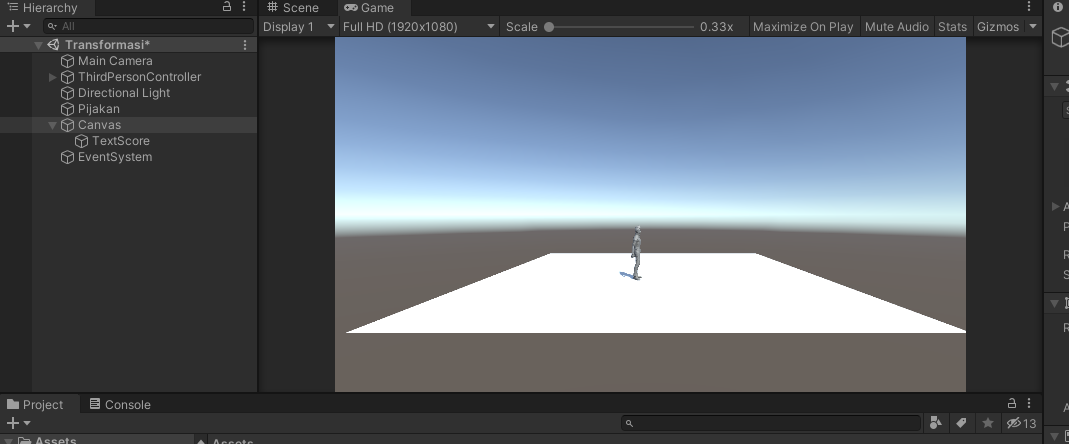 Hierarchy
All
Transformasi*
Main Camera
ThirdPersonController
Directional Light
Pijakan
Canvas
TextScore
EventSystem
Scene Game
Display 1 Full HD (1920x1080) Scale 0.33x Maximize On Play Mute Audio Stats Gizmos
Project Console
13
Assets Assets